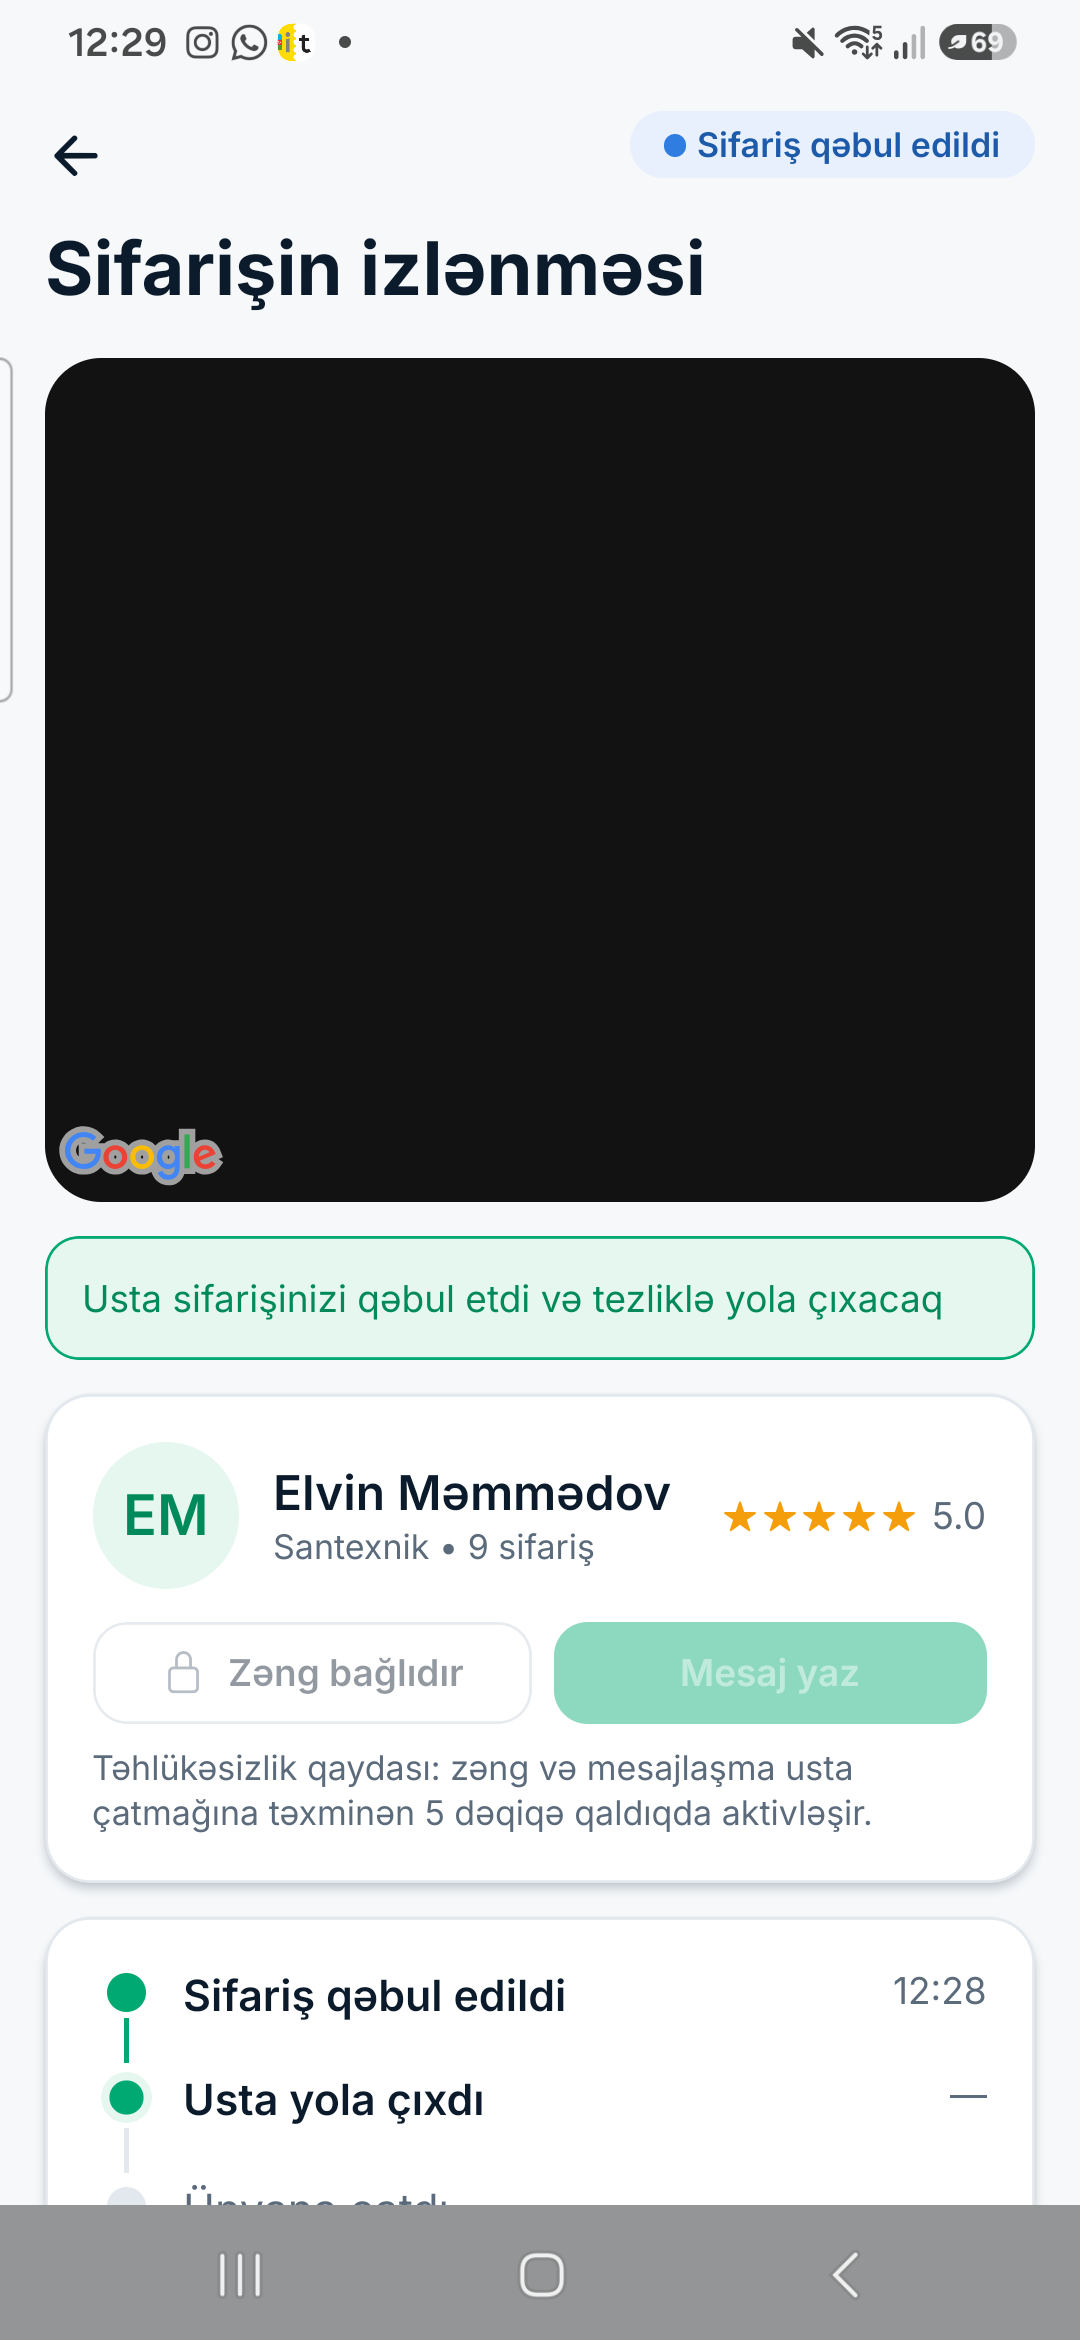 12:29
it
5
69
Sifariş qəbul edildi
Sifarişin izlənməsi
Google
Usta sifarişinizi qəbul etdi və tezliklə yola çıxacaq
EM
Elvin Məmmədov
Santexnik • 9 sifariş
5.0
Zəng bağlıdır
Mesaj yaz
Təhlükəsizlik qaydası: zəng və mesajlaşma usta
çatmağına təxminən 5 dəqiqə qaldıqda aktivləşir.
Sifariş qəbul edildi
12:28
Usta yola çıxdı
—